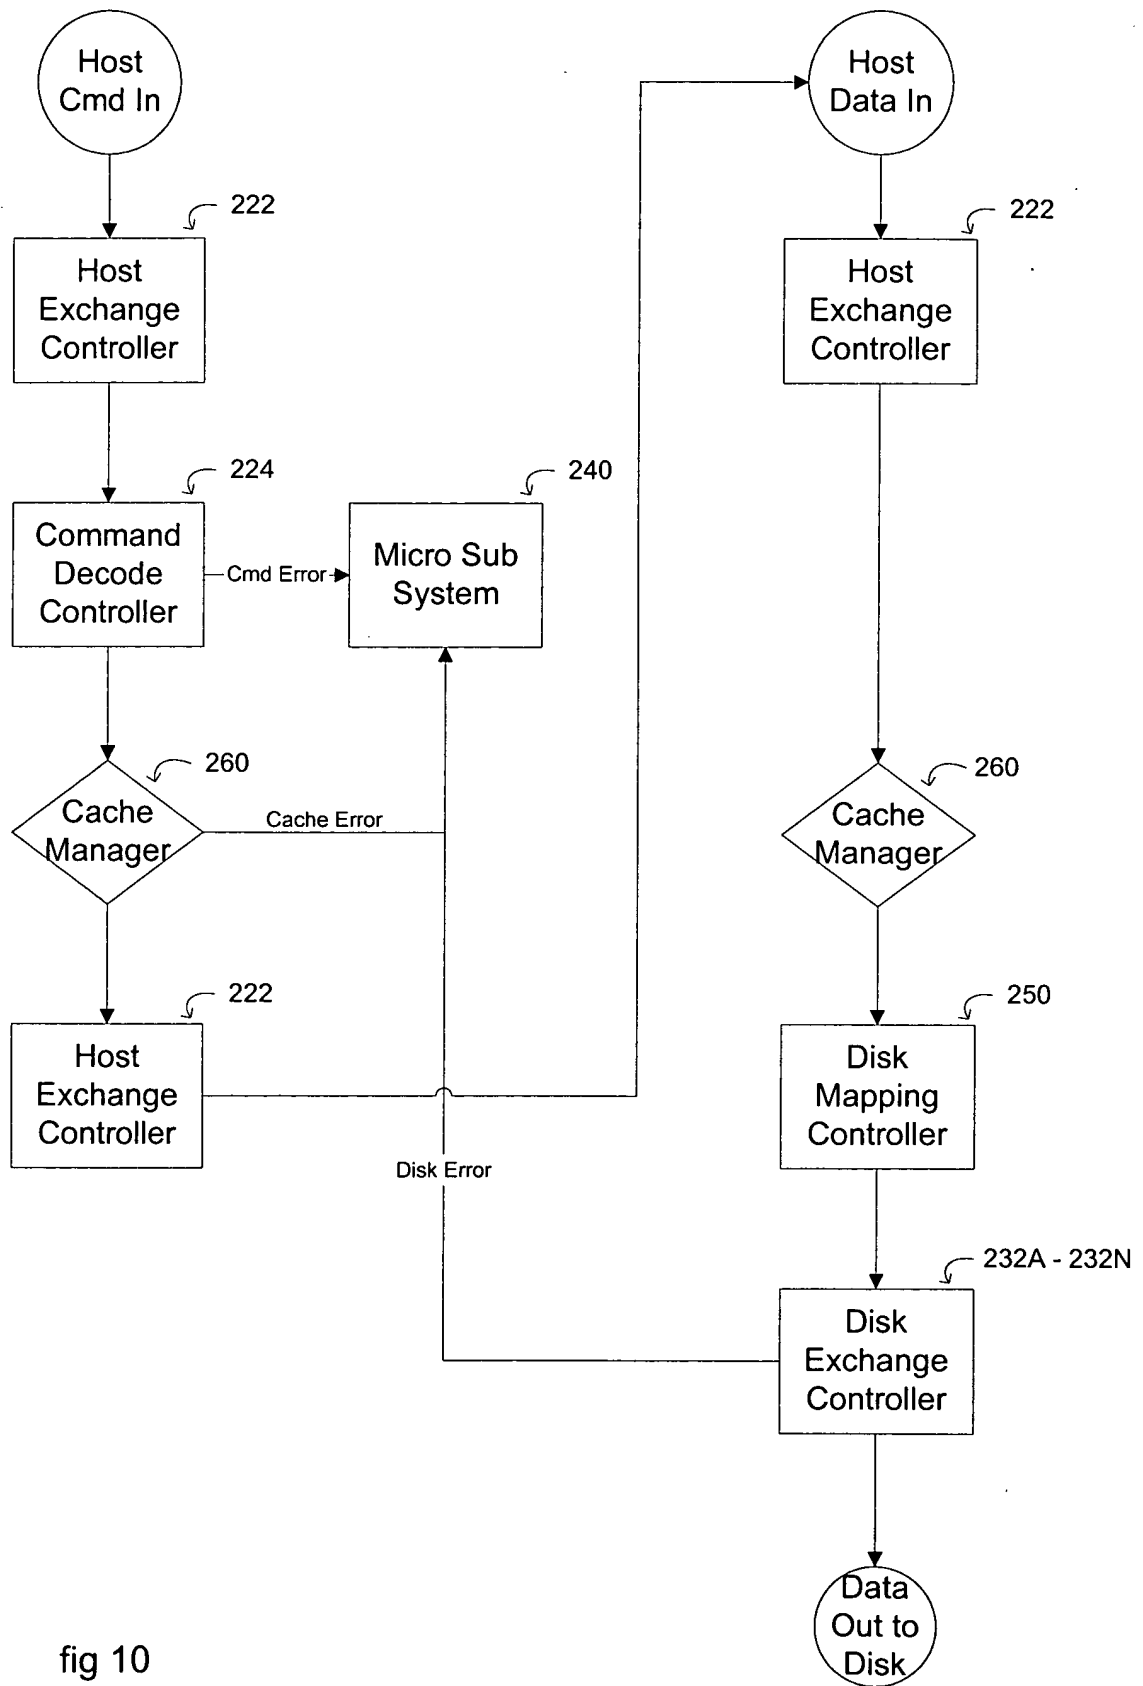 Host
Cmd In
222
Host
Exchange
Controller
224
Command
Decode
Controller
Cmd Error
240
Micro Sub
System
260
Cache
Manager
Cache Error
222
Host
Exchange
Controller
Disk Error
Host
Data In
222
Host
Exchange
Controller
260
Cache
Manager
250
Disk
Mapping
Controller
232A - 232N
Disk
Exchange
Controller
Data
Out to
Disk
fig 10